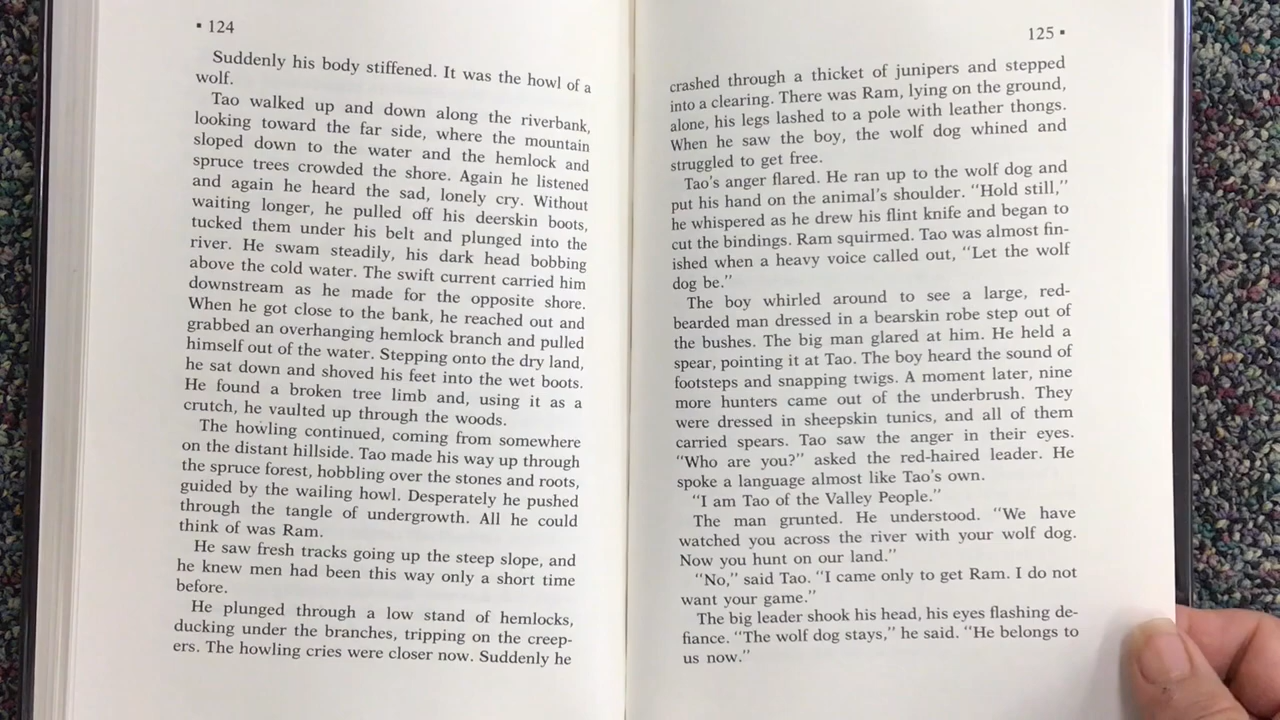 ▪ 124
Suddenly his body stiffened. It was the howl of a
wolf.
Tao walked up and down along the riverbank,
looking toward the far side, where the mountain
sloped down to the water and the hemlock and
spruce trees crowded the shore. Again he listened
and again he heard the sad, lonely cry. Without
waiting longer, he pulled off his deerskin boots,
tucked them under his belt and plunged into the
river. He swam steadily, his dark head bobbing
above the cold water. The swift current carried him
downstream as he made for the opposite shore.
When he got close to the bank, he reached out and
grabbed an overhanging hemlock branch and pulled
himself out of the water. Stepping onto the dry land,
he sat down and shoved his feet into the wet boots.
He found a broken tree limb and, using it as a
crutch, he vaulted up through the woods.
The howling continued, coming from somewhere
on the distant hillside. Tao made his way up through
the spruce forest, hobbling over the stones and roots,
guided by the wailing howl. Desperately he pushed
through the tangle of undergrowth. All he could
think of was Ram.
He saw fresh tracks going up the steep slope, and
he knew men had been this way only a short time
before.
He plunged through a low stand of hemlocks,
ducking under the branches, tripping on the creep-
ers. The howling cries were closer now. Suddenly he
125 ▪
crashed through a thicket of junipers and stepped
into a clearing. There was Ram, lying on the ground,
alone, his legs lashed to a pole with leather thongs.
When he saw the boy, the wolf dog whined and
struggled to get free.
Tao's anger flared. He ran up to the wolf dog and
put his hand on the animal's shoulder. "Hold still,"
he whispered as he drew his flint knife and began to
cut the bindings. Ram squirmed. Tao was almost fin-
ished when a heavy voice called out, "Let the wolf
dog be."
The boy whirled around to see a large, red-
bearded man dressed in a bearskin robe step out of
the bushes. The big man glared at him. He held a
spear, pointing it at Tao. The boy heard the sound of
footsteps and snapping twigs. A moment later, nine
more hunters came out of the underbrush. They
were dressed in sheepskin tunics, and all of them
carried spears. Tao saw the anger in their eyes.
"Who are you?" asked the red-haired leader. He
spoke a language almost like Tao's own.
"I am Tao of the Valley People."
The man grunted. He understood. "We have
watched you across the river with your wolf dog.
Now you hunt on our land."
"No," said Tao. "I came only to get Ram. I do not
want your game."
The big leader shook his head, his eyes flashing de-
fiance. "The wolf dog stays," he said. "He belongs to
us now."